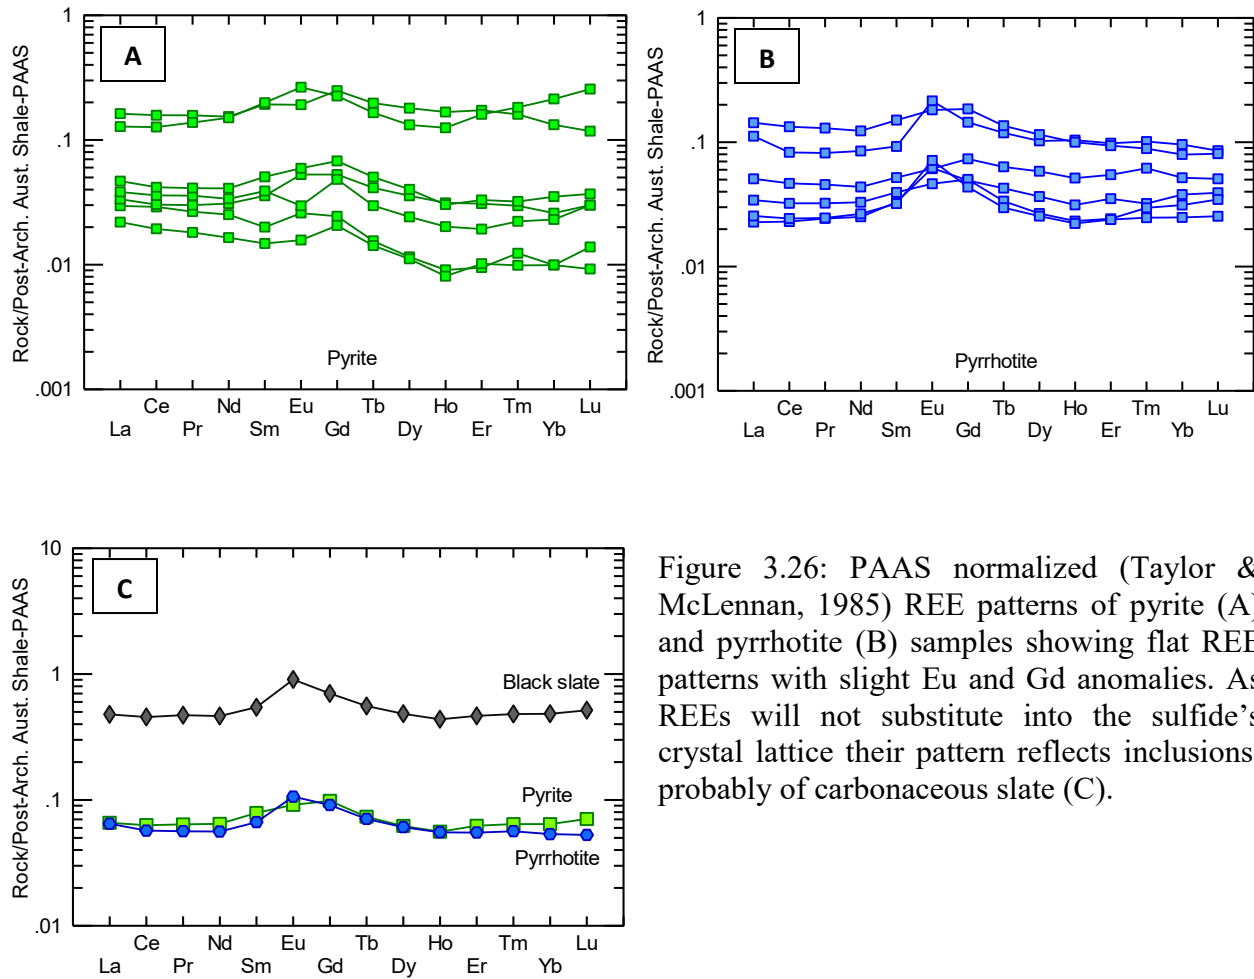 A
Rock/Post-Arch. Aust. Shale-PAAS
1
.1
.01
.001
Pyrite
Ce Nd Eu Tb Ho Tm Lu
La Pr Sm Gd Dy Er Yb
B
Rock/Post-Arch. Aust. Shale-PAAS
1
.1
.01
.001
Pyrrhotite
Ce Nd Eu Tb Ho Tm Lu
La Pr Sm Gd Dy Er Yb
C
Rock/Post-Arch. Aust. Shale-PAAS
10
1
.1
.01
Black slate
Pyrite
Pyrrhotite
Ce Nd Eu Tb Ho Tm Lu
La Pr Sm Gd Dy Er Yb
Figure 3.26: PAAS normalized (Taylor &
McLennan, 1985) REE patterns of pyrite (A)
and pyrrhotite (B) samples showing flat REE
patterns with slight Eu and Gd anomalies. As
REEs will not substitute into the sulfide’s
crystal lattice their pattern reflects inclusions
probably of carbonaceous slate (C).